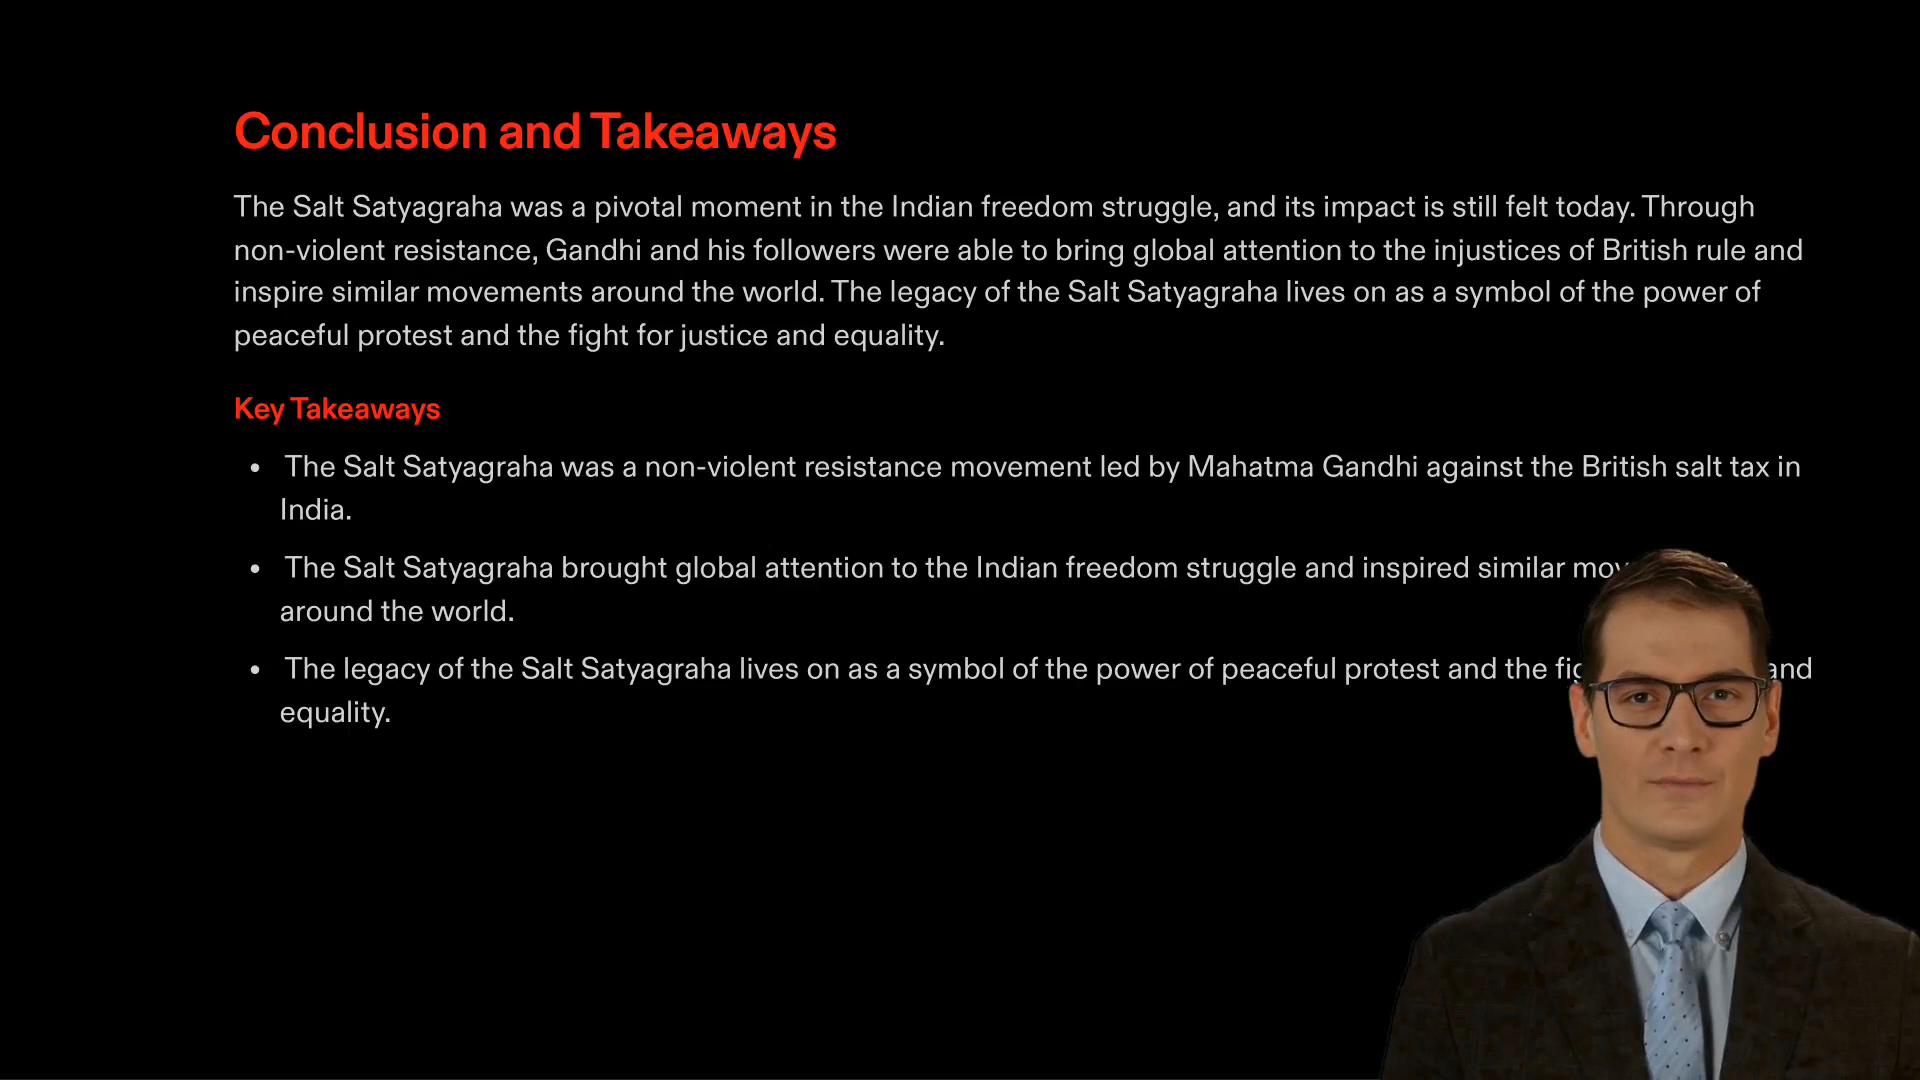 Conclusion and Takeaways
The Salt Satyagraha was a pivotal moment in the Indian freedom struggle, and its impact is still felt today. Through
non-violent resistance, Gandhi and his followers were able to bring global attention to the injustices of British rule and
inspire similar movements around the world. The legacy of the Salt Satyagraha lives on as a symbol of the power of
peaceful protest and the fight for justice and equality.
Key Takeaways
• The Salt Satyagraha was a non-violent resistance movement led by Mahatma Gandhi against the British salt tax in
India.
• The Salt Satyagraha brought global attention to the Indian freedom struggle and inspired similar
around the world.
• The legacy of the Salt Satyagraha lives on as a symbol of the power of peaceful protest and the and
equality.